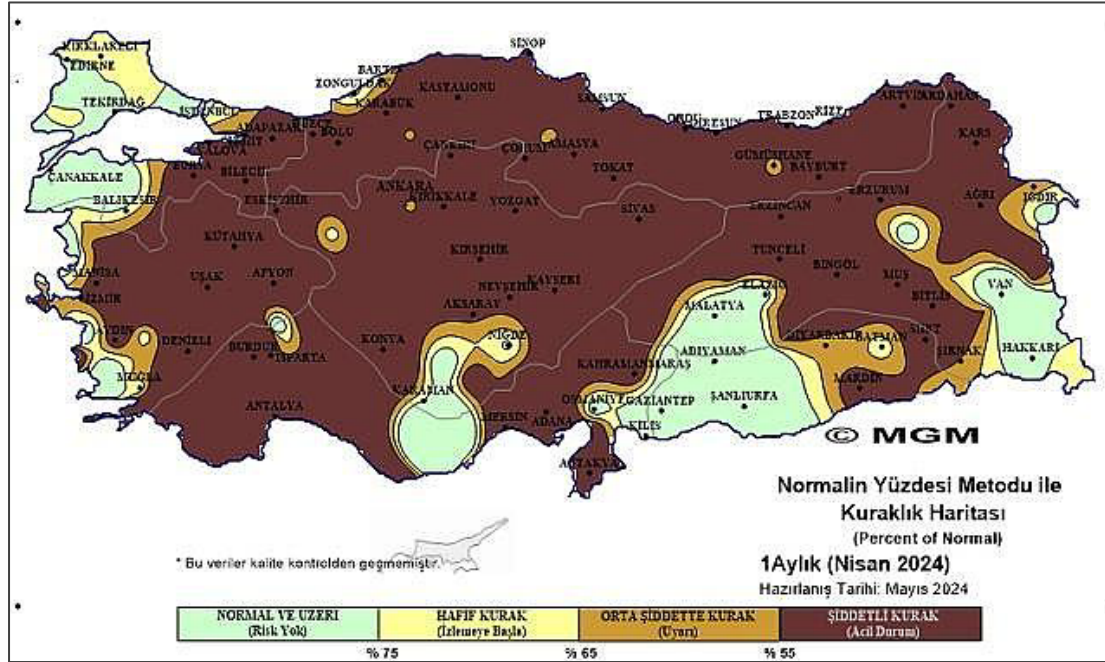 SİNOP
KIRKLARELİ
EDİRNE
BARTIN
ZONGULDAK
KASTAMONU
TEKİRDAĞ
İSTANBUL
KARABÜK
SAMSUN
ARTVİN
ARDAHAN
ORDU
GİRESUN
TRABZON
RİZE
ADAPAZARI
BOLU
YALOVA
ÇANKIRI
ÇORUM
AMASYA
KARS
GÜMÜŞHANE
BAYBURT
TOKAT
BURSA
BİLECİK
ÇANAKKALE
ANKARA
KIRIKKALE
YOZGAT
ERZURUM
AĞRI
IĞDIR
BALIKESİR
ESKİŞEHİR
SİVAS
ERZİNCAN
KÜTAHYA
KIRŞEHİR
TUNCELİ
MANİSA
UŞAK
AFYON
KAYSERİ
NEVŞEHİR
BİNGÖL
MUŞ
VAN
İZMİR
AKSARAY
ELAZIĞ
MALATYA
BİTLİS
AYDIN
DENİZLİ
BURDUR
ISPARTA
KONYA
NİĞDE
DİYARBAKIR
BATMAN
SİİRT
ŞIRNAK
HAKKARİ
KAHRAMANMARAŞ
ADIYAMAN
MUĞLA
KARAMAN
MARDİN
ANTALYA
MERSİN
ADANA
OSMANİYE
GAZİANTEP
ŞANLIURFA
KİLİS
ANTAKYA
© MGM
Normalin Yüzdesi Metodu ile
Kuraklık Haritası
(Percent of Normal)
1Aylık (Nisan 2024)
Hazırlanış Tarihi: Mayıs 2024
* Bu veriler kalite kontrolden geçmemiştir.
NORMAL VE ÜZERİ
(Risk Yok)
HAFİF KURAK
(İzlemeye Başla)
ORTA ŞİDDETTE KURAK
(Uyarı)
ŞİDDETLİ KURAK
(Acil Durum)
% 75
% 65
% 55